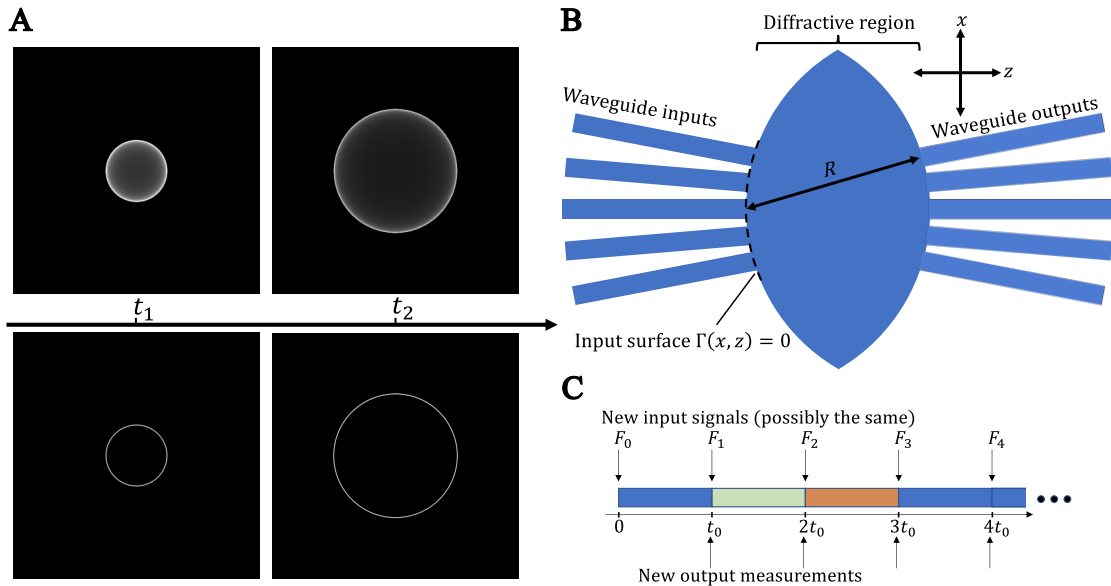 A
t₁
t₂
B
Diffractive region
x
z
Waveguide inputs
Waveguide outputs
R
Input surface Γ(x, z) = 0
C
New input signals (possibly the same)
F₀ F₁ F₂ F₃ F₄
0 t₀ 2t₀ 3t₀ 4t₀
New output measurements